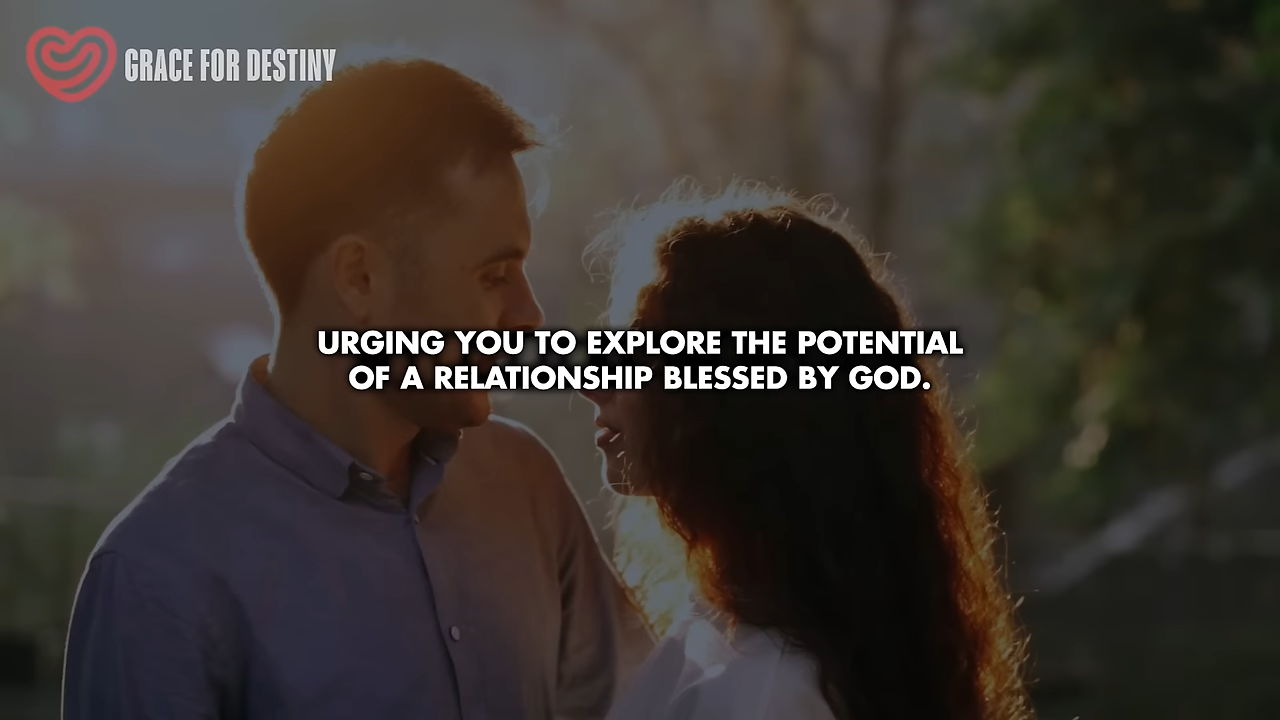 GRACE FOR DESTINY
URGING YOU TO EXPLORE THE POTENTIAL
OF A RELATIONSHIP BLESSED BY GOD.